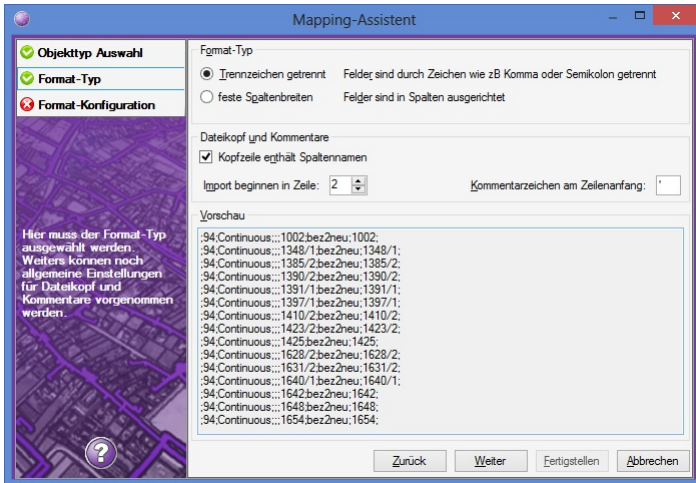 Mapping-Assistent
Objekttyp Auswahl
Format-Typ
Format-Konfiguration
Hier muss der Format-Typ
ausgewählt werden.
Weiters können noch
allgemeine Einstellungen
für Dateikopf und
Kommentare vorgenommen
werden.
?
Format-Typ
Trennzeichen getrennt Felder sind durch Zeichen wie zB Komma oder Semikolon getrennt
feste Spaltenbreiten Felder sind in Spalten ausgerichtet
Dateikopf und Kommentare
Kopfzeile enthält Spaltennamen
Import beginnen in Zeile: 2 Kommentarzeichen am Zeilenanfang: '
Vorschau
;94;Continuous;;;1002;bez2neu;1002;
;94;Continuous;;;1348/1;bez2neu;1348/1;
;94;Continuous;;;1385/2;bez2neu;1385/2;
;94;Continuous;;;1390/2;bez2neu;1390/2;
;94;Continuous;;;1391/1;bez2neu;1391/1;
;94;Continuous;;;1397/1;bez2neu;1397/1;
;94;Continuous;;;1410/2;bez2neu;1410/2;
;94;Continuous;;;1423/2;bez2neu;1423/2;
;94;Continuous;;;1425;bez2neu;1425;
;94;Continuous;;;1628/2;bez2neu;1628/2;
;94;Continuous;;;1631/2;bez2neu;1631/2;
;94;Continuous;;;1640/1;bez2neu;1640/1;
;94;Continuous;;;1642;bez2neu;1642;
;94;Continuous;;;1648;bez2neu;1648;
;94;Continuous;;;1654;bez2neu;1654;
Zurück Weiter Fertigstellen Abbrechen